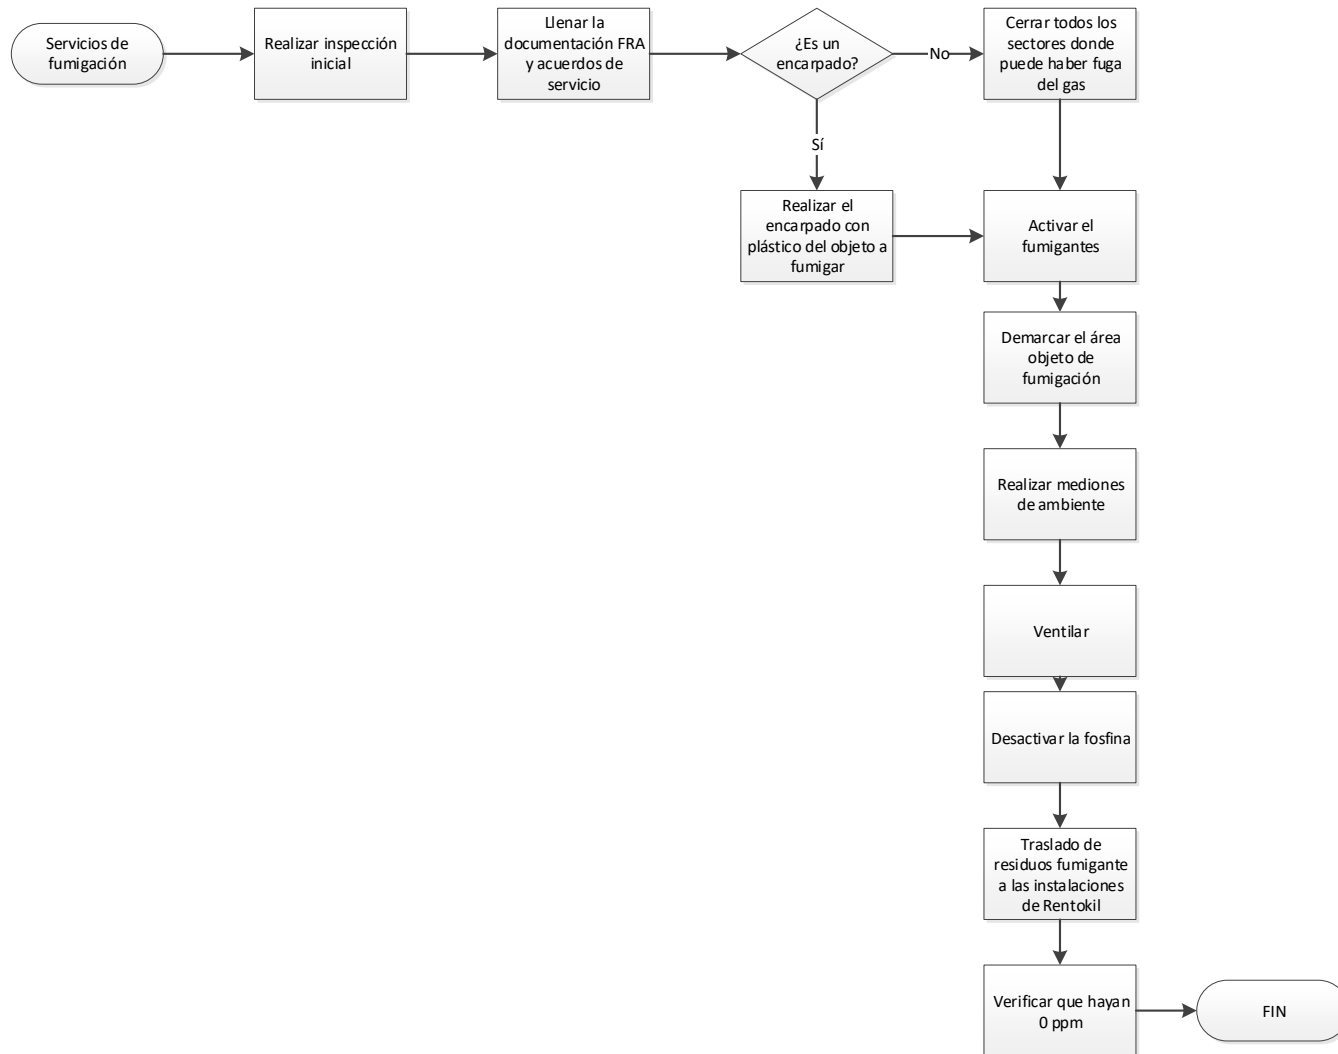 Servicios de
fumigación
Realizar inspección
inicial
Llenar la
documentación FRA
y acuerdos de
servicio
¿Es un
encarpado?
No
Cerrar todos los
sectores donde
puede haber fuga
del gas
Sí
Realizar el
encarpado con
plástico del objeto a
fumigar
Activar el
fumigantes
Demarcar el área
objeto de
fumigación
Realizar mediones
de ambiente
Ventilar
Desactivar la fosfina
Traslado de
residuos fumigante
a las instalaciones
de Rentokil
Verificar que hayan
0 ppm
FIN